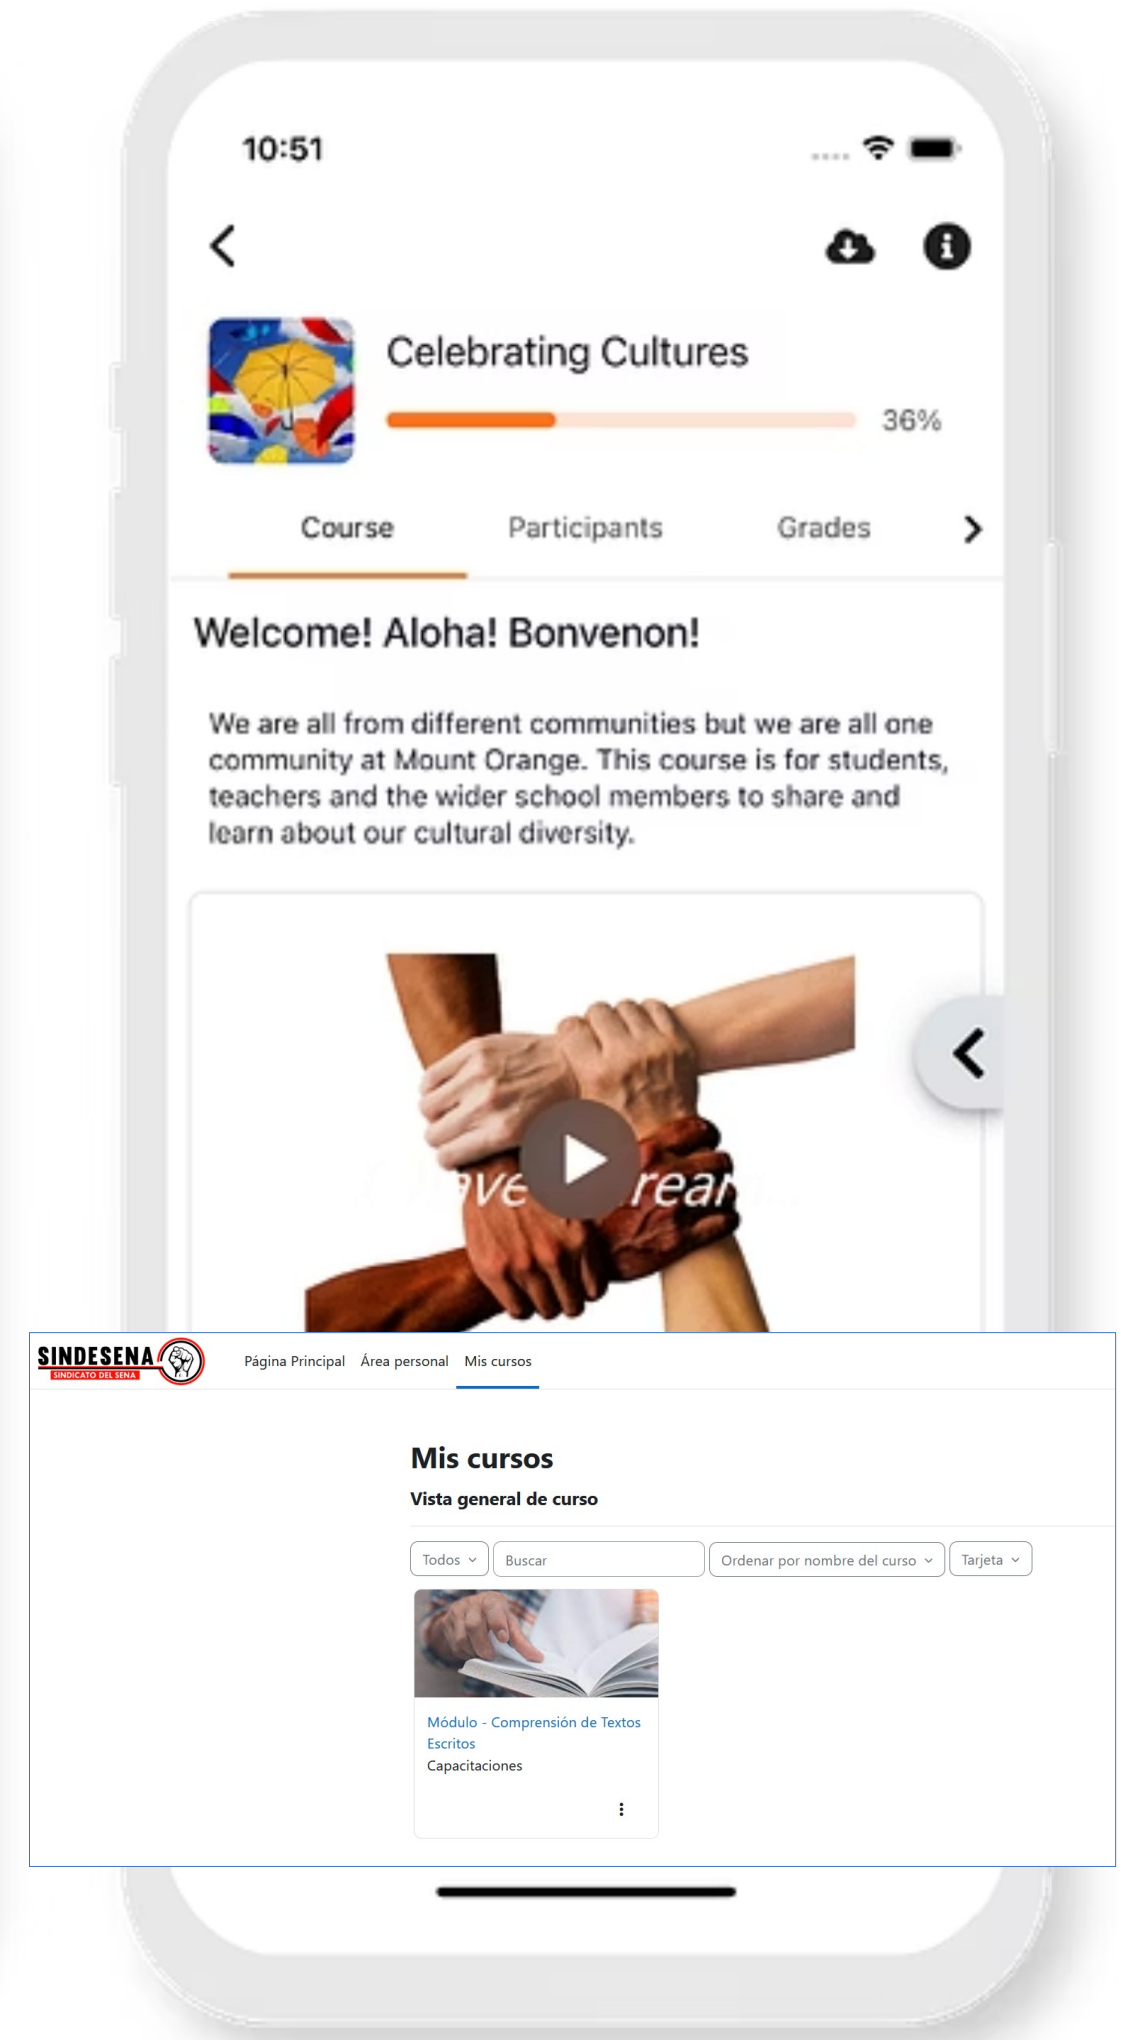 10:51
Celebrating Cultures
36%
Course Participants Grades
Welcome! Aloha! Bonvenon!
We are all from different communities but we are all one
community at Mount Orange. This course is for students,
teachers and the wider school members to share and
learn about our cultural diversity.
SINDESENA
SINDICATO DEL SENA
Página Principal Área personal Mis cursos
Mis cursos
Vista general de curso
Todos Buscar Ordenar por nombre del curso Tarjeta
Módulo - Comprensión de Textos
Escritos
Capacitaciones